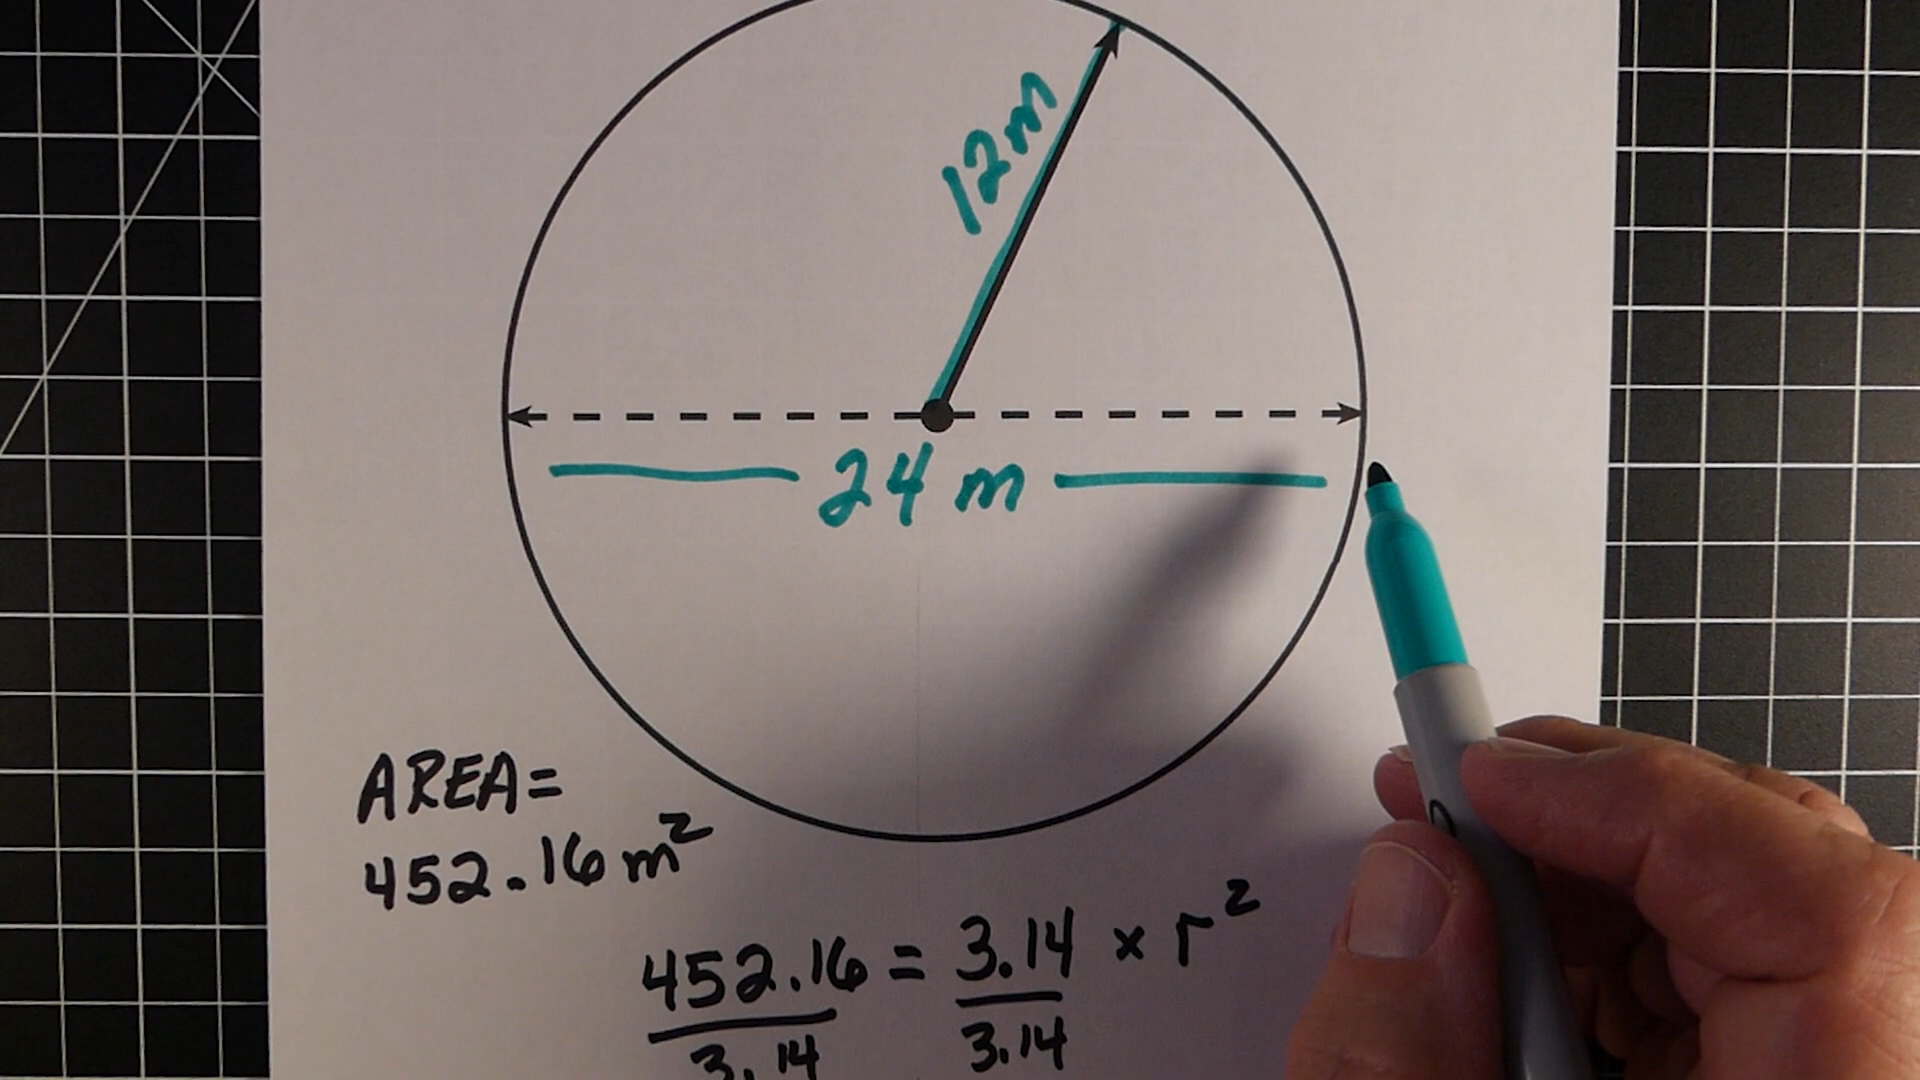 12m
24 m
AREA=
452.16 m²
452.16 = 3.14 × r²
3.14 3.14